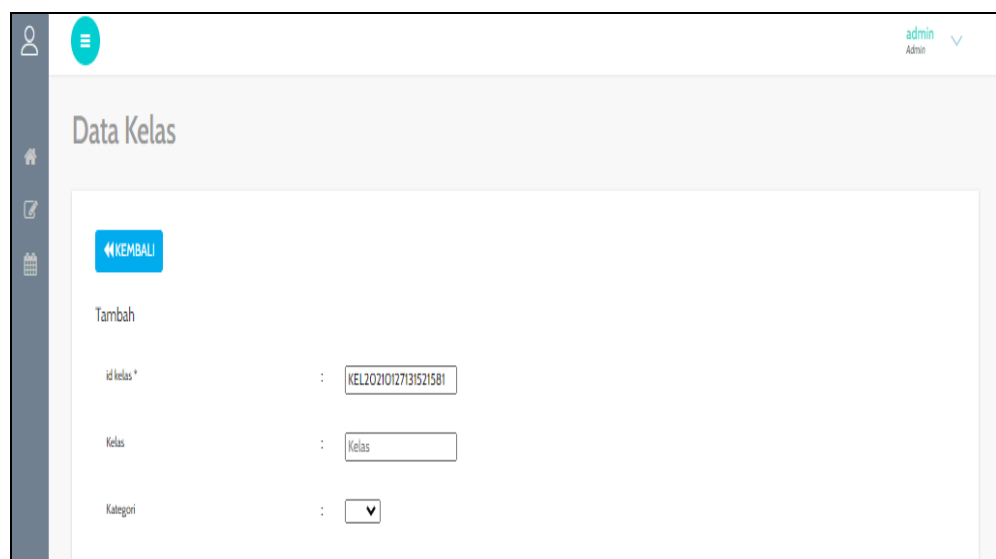 admin
Admin
Data Kelas
KEMBALI
Tambah
id kelas * : KEL20210127131521581
Kelas : Kelas
Kategori :